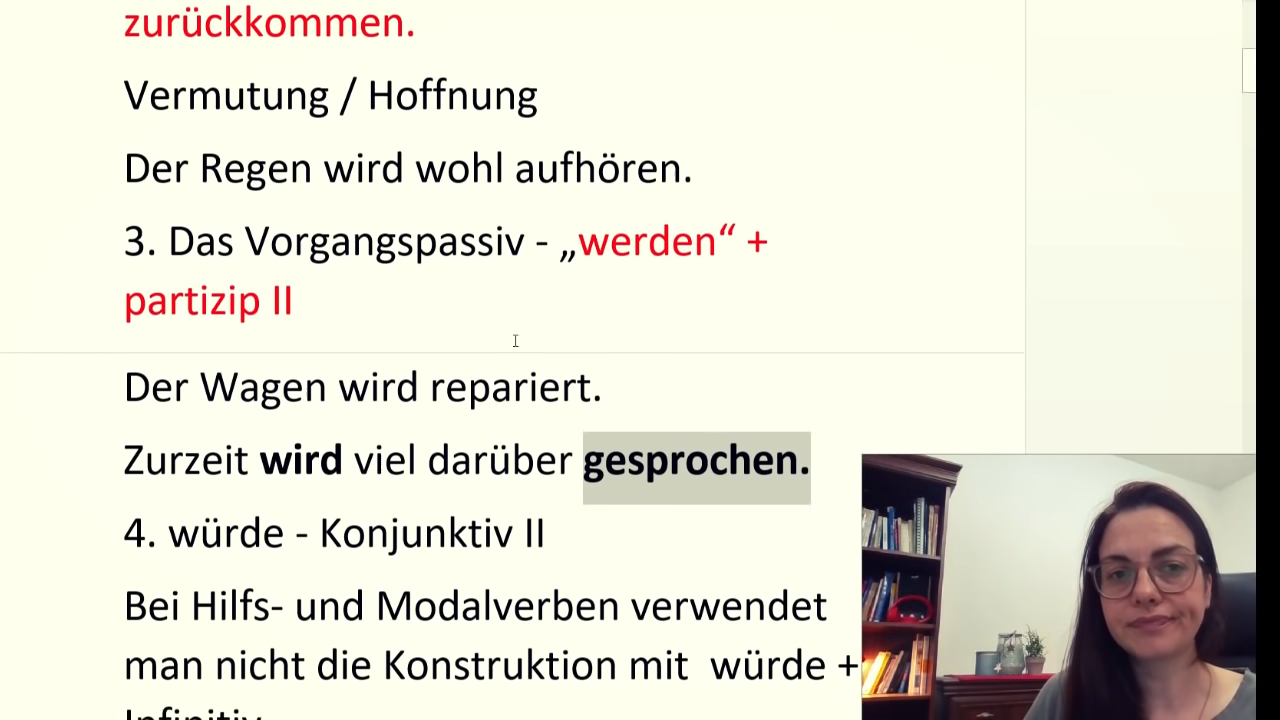 zurückkommen.
Vermutung / Hoffnung
Der Regen wird wohl aufhören.
3. Das Vorgangspassiv - „werden“ +
partizip II
Der Wagen wird repariert.
Zurzeit wird viel darüber gesprochen.
4. würde - Konjunktiv II
Bei Hilfs- und Modalverben verwendet
man nicht die Konstruktion mit  würde +
Infinitiv